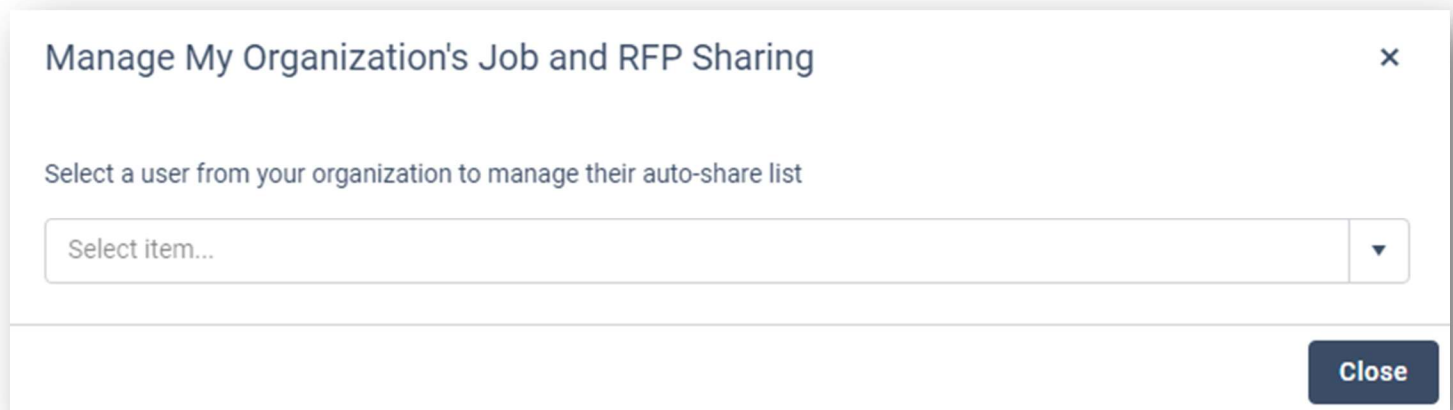 Manage My Organization's Job and RFP Sharing
Select a user from your organization to manage their auto-share list
Select item...
Close